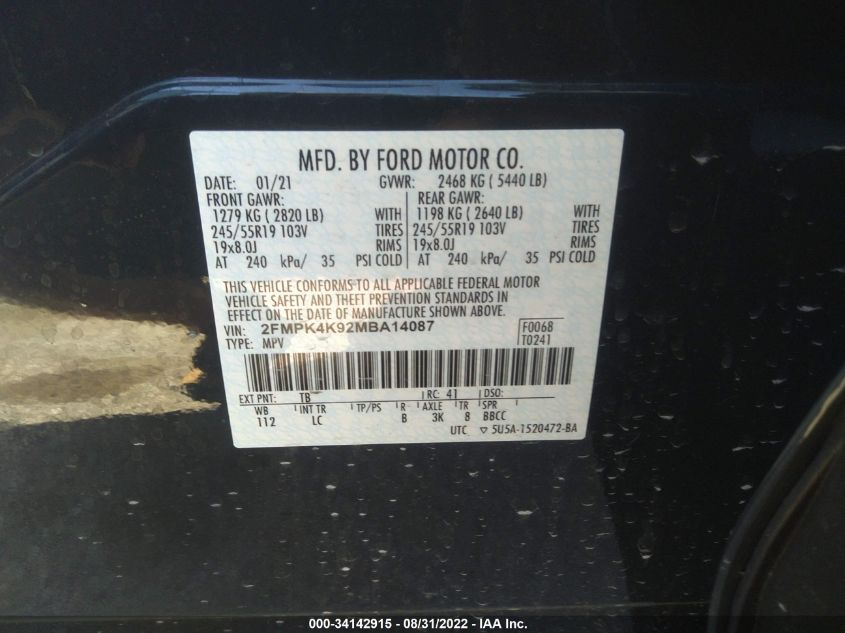 MFD. BY FORD MOTOR CO.
DATE: 01/21 GVWR: 2468 KG ( 5440 LB)
FRONT GAWR: REAR GAWR:
1279 KG ( 2820 LB) WITH 1198 KG ( 2640 LB) WITH
245/55R19 103V TIRES 245/55R19 103V TIRES
19x8.0J RIMS 19x8.0J RIMS
AT 240 kPa/ 35 PSI COLD AT 240 kPa/ 35 PSI COLD
THIS VEHICLE CONFORMS TO ALL APPLICABLE FEDERAL MOTOR
VEHICLE SAFETY AND THEFT PREVENTION STANDARDS IN
EFFECT ON THE DATE OF MANUFACTURE SHOWN ABOVE.
VIN: 2FMPK4K92MBA14087 F0068
TYPE: MPV T0241
EXT PNT: TB RC: 41 DSO:
WB INT TR TP/PS R AXLE TR SPR
112 LC B 3K 8 BBCC
UTC ▽ 5U5A-1520472-BA
000-34142915 - 08/31/2022 - IAA Inc.